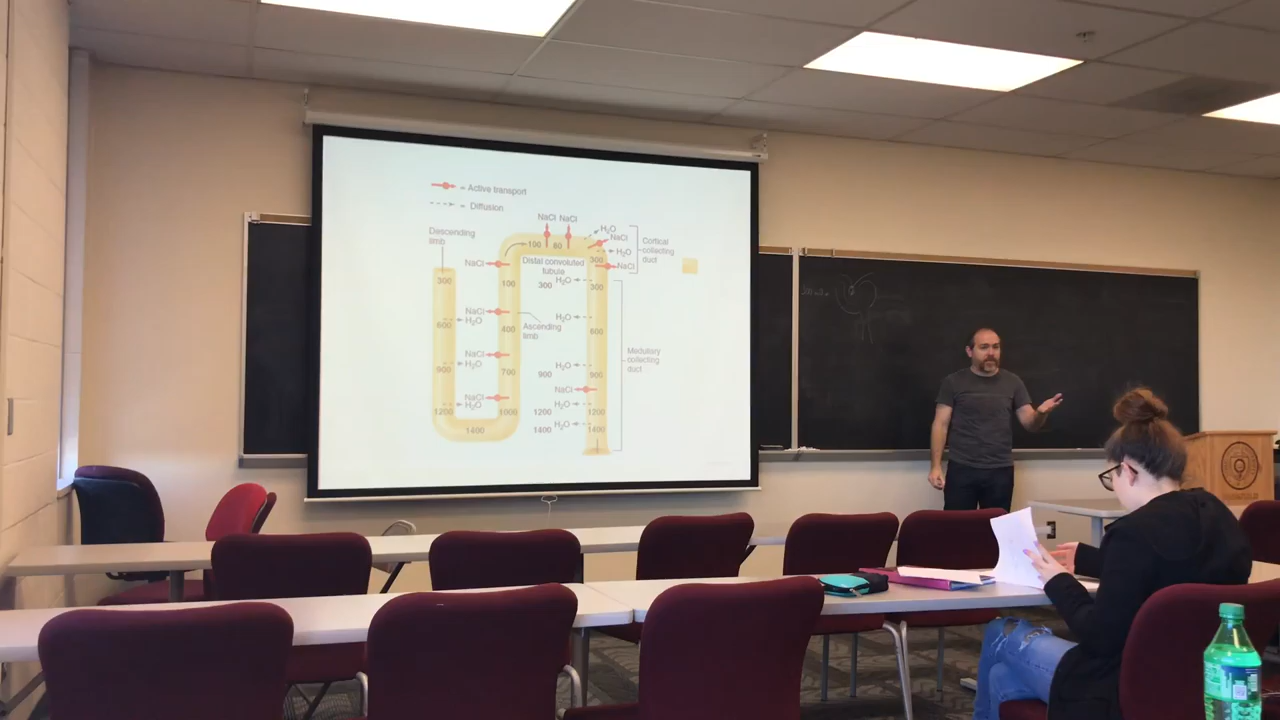 = Active transport
= Diffusion
Descending
limb
NaCl NaCl
H₂O
NaCl
H₂O
NaCl
Cortical
collecting
duct
100 60
300
Distal convoluted
tubule
NaCl
300
100
300
H₂O
300
NaCl
H₂O
600
400
Ascending
limb
H₂O
600
Medullary
collecting
duct
NaCl
H₂O
900
700
900
H₂O
900
NaCl
NaCl
H₂O
1200
1000
1200
H₂O
1200
1400
1400
H₂O
1400